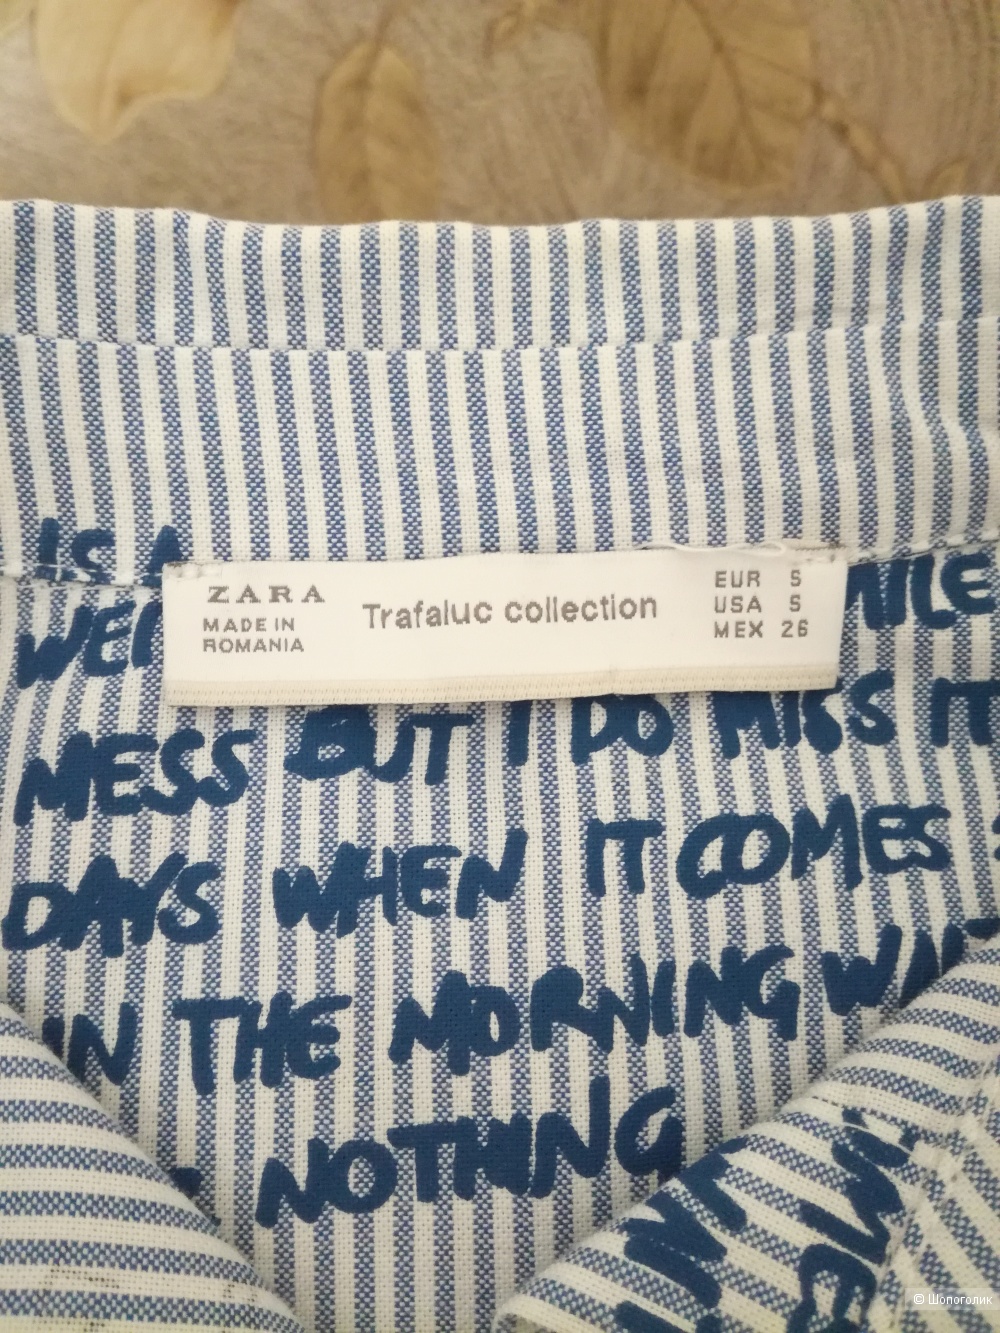 IS A
ZARA
MADE IN
ROMANIA
Trafaluc collection
EUR S
USA S
MEX 26
MESS BUT I DO MISS IT
DAYS WHEN IT COMES
IN THE MORNING
NOTHING
© Шопоголик